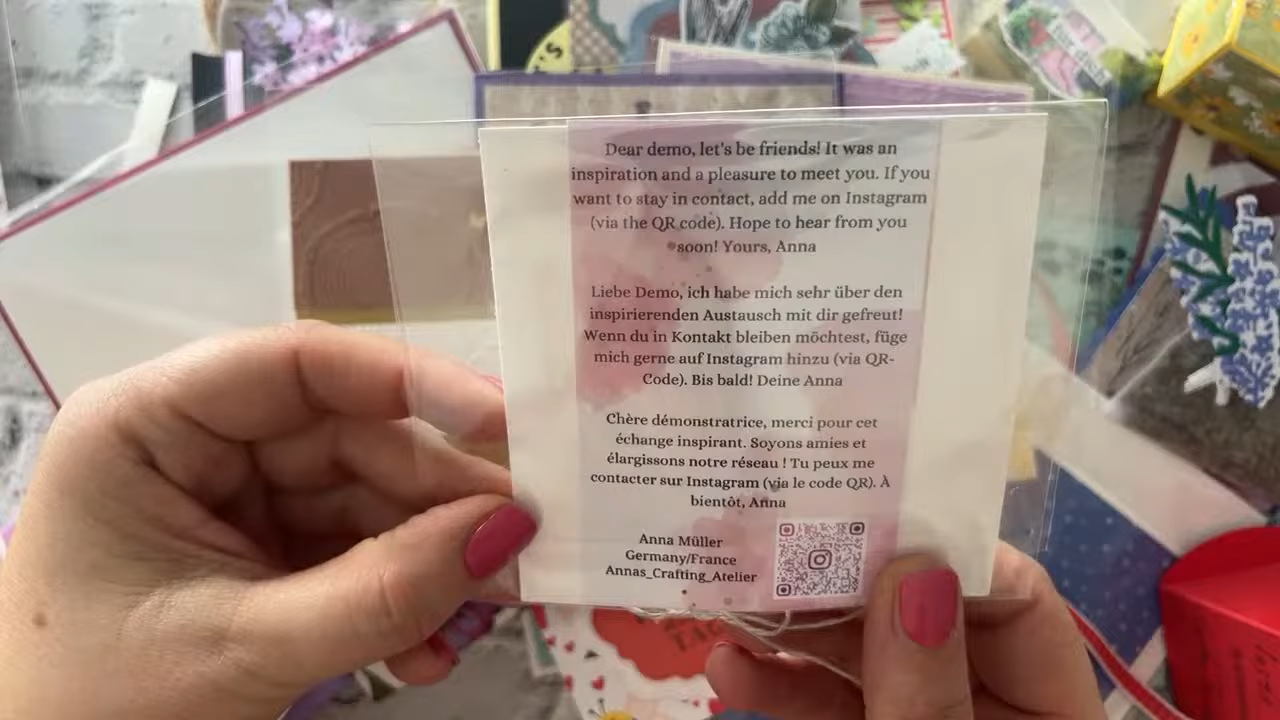 Dear demo, let's be friends! It was an
inspiration and a pleasure to meet you. If you
want to stay in contact, add me on Instagram
(via the QR code). Hope to hear from you
soon! Yours, Anna
Liebe Demo, ich habe mich sehr über den
inspirierenden Austausch mit dir gefreut!
Wenn du in Kontakt bleiben möchtest, füge
mich gerne auf Instagram hinzu (via QR-
Code). Bis bald! Deine Anna
Chère démonstratrice, merci pour cet
échange inspirant. Soyons amies et
élargissons notre réseau ! Tu peux me
contacter sur Instagram (via le code QR). À
bientôt, Anna
Anna Müller
Germany/France
Annas_Crafting_Atelier